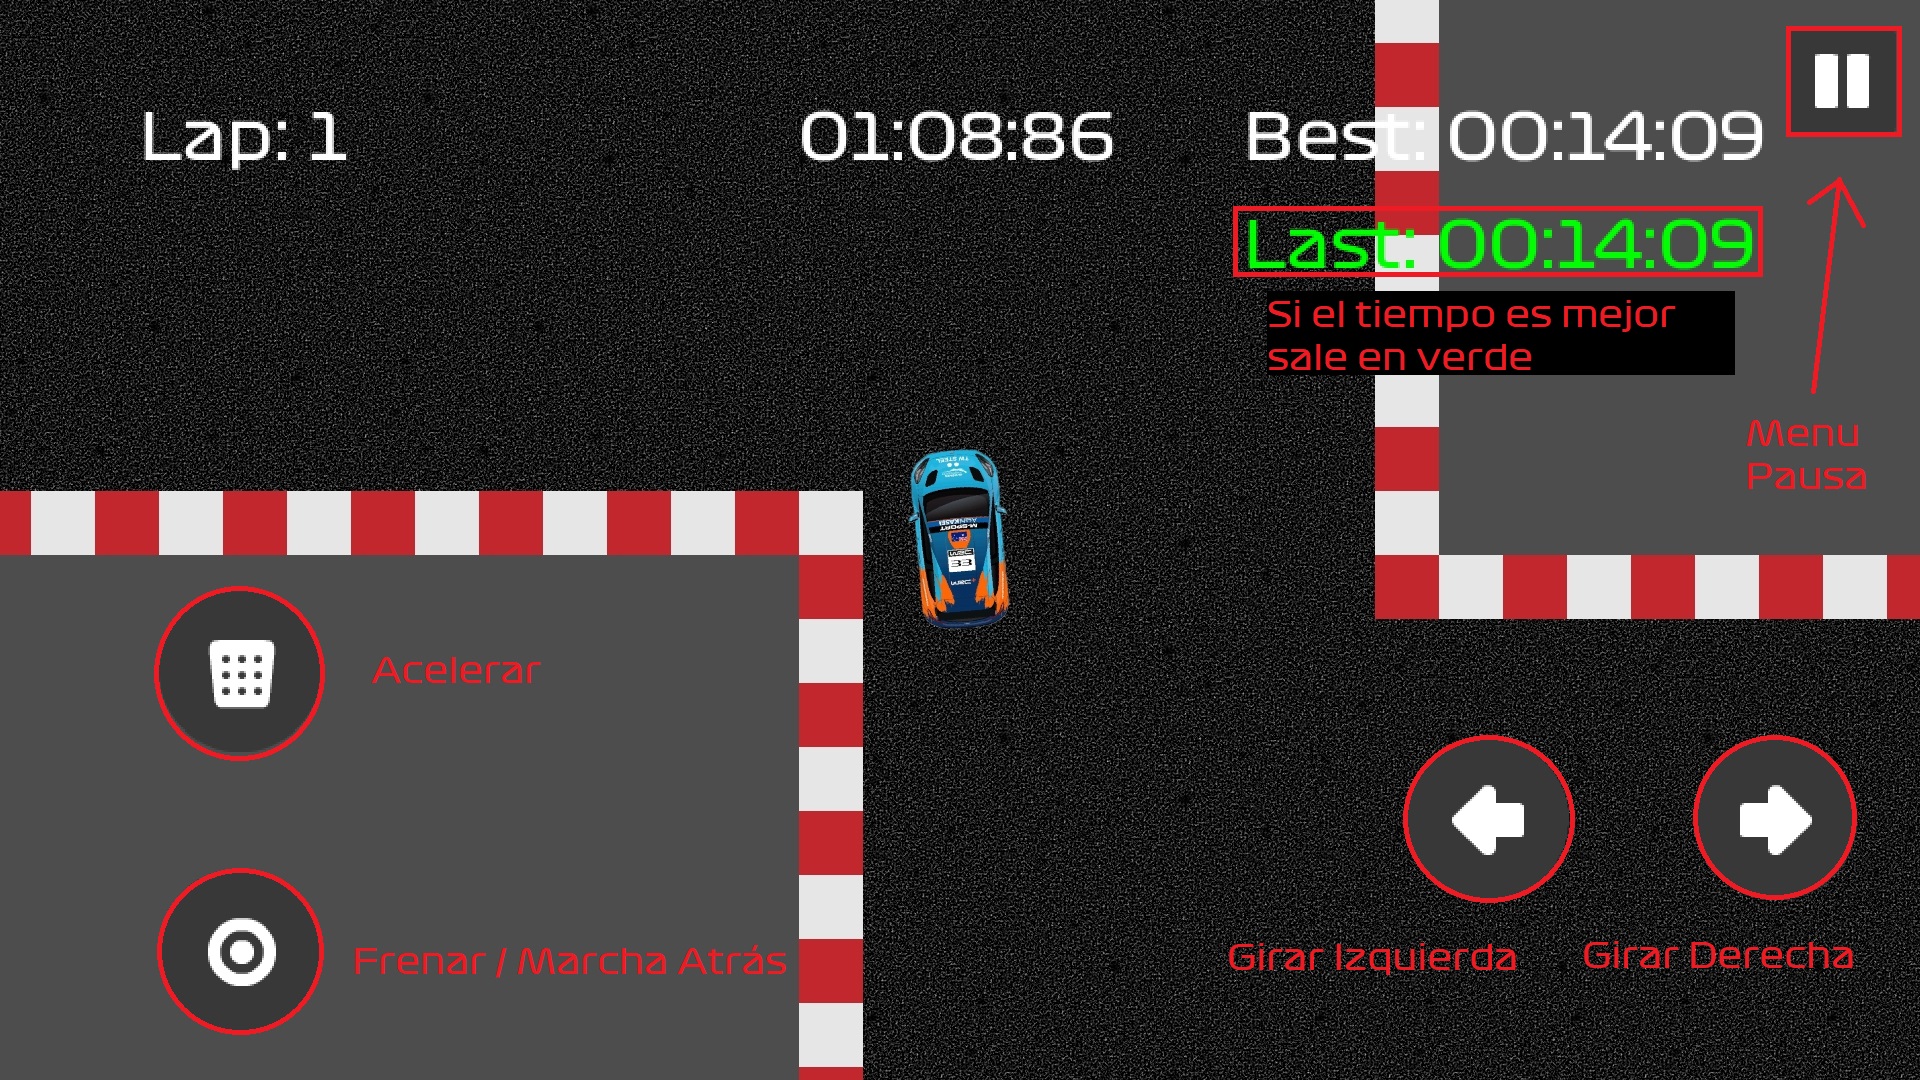 Lap: 1
01:08:86
Best: 00:14:09
Last: 00:14:09
Si el tiempo es mejor
sale en verde
Menu
Pausa
33
Acelerar
Frenar / Marcha Atrás
Girar Izquierda
Girar Derecha